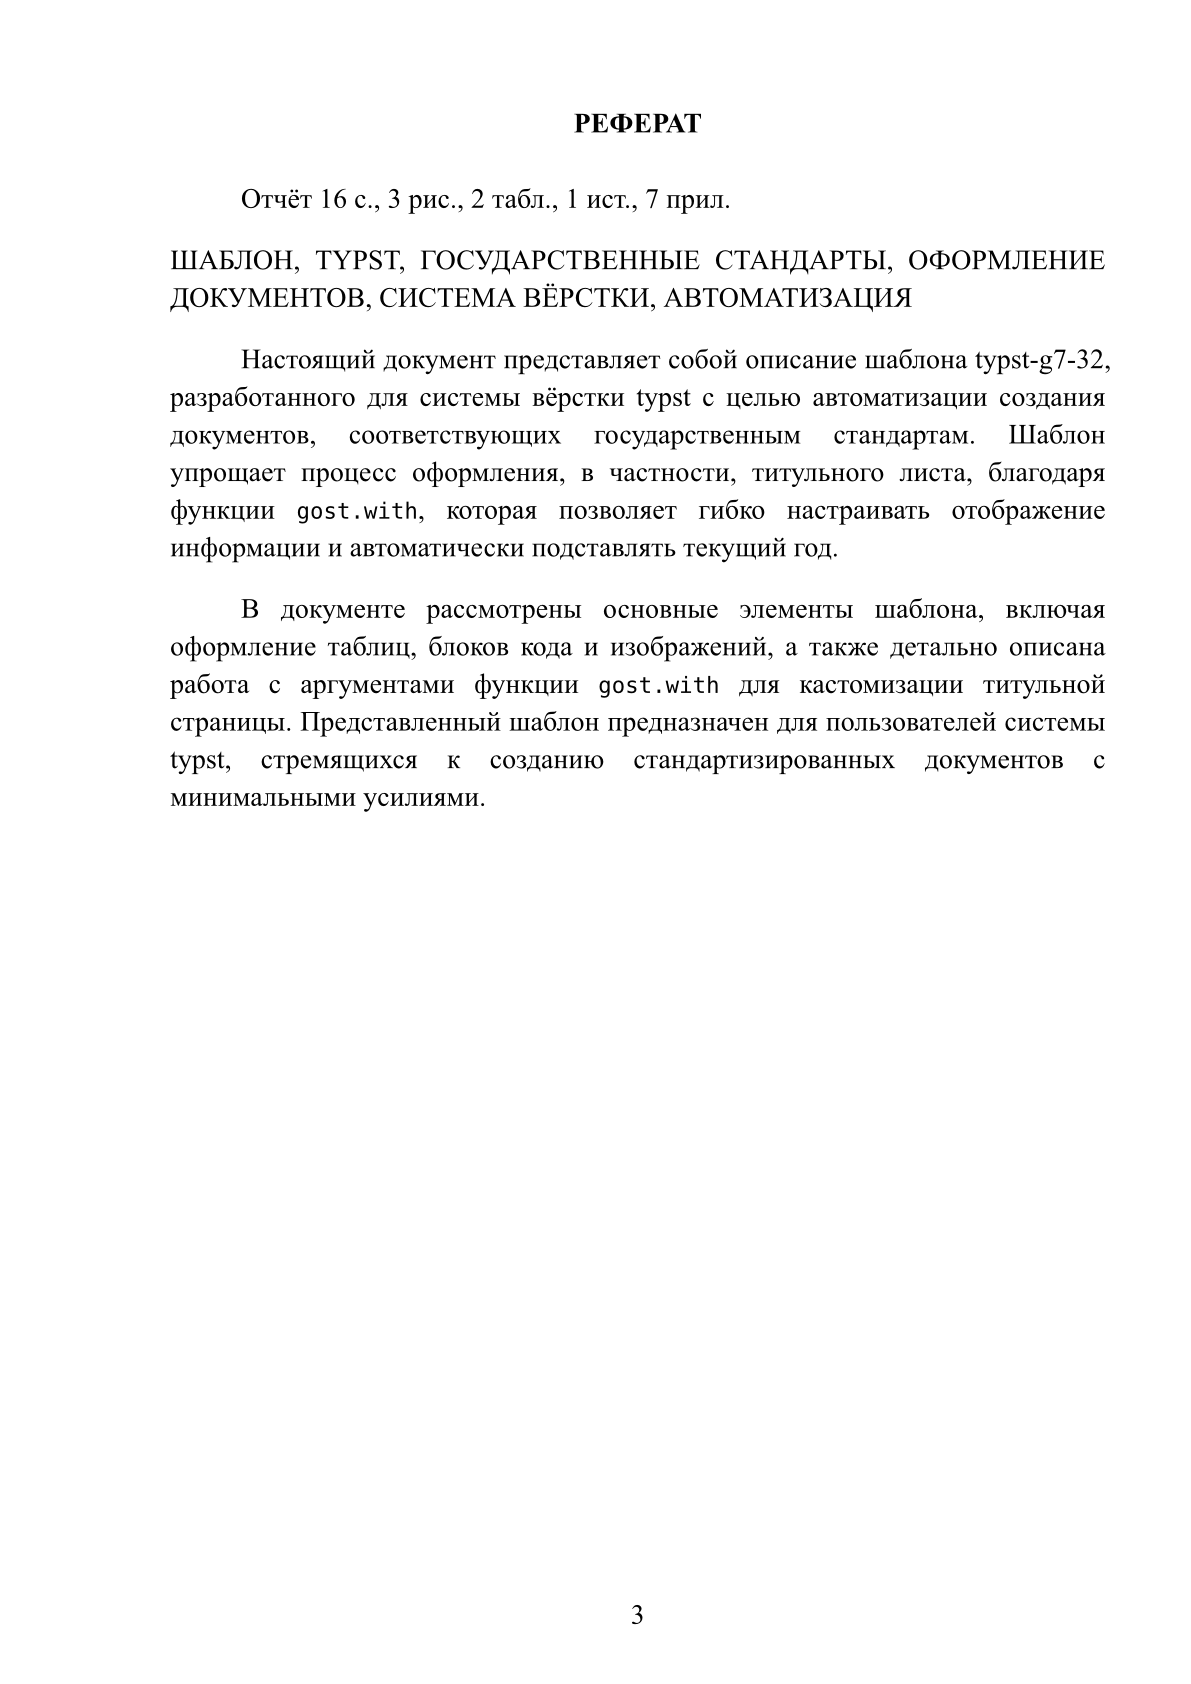 РЕФЕРАТ
Отчёт 16 с., 3 рис., 2 табл., 1 ист., 7 прил.
ШАБЛОН, TYPST, ГОСУДАРСТВЕННЫЕ СТАНДАРТЫ, ОФОРМЛЕНИЕ
ДОКУМЕНТОВ, СИСТЕМА ВЁРСТКИ, АВТОМАТИЗАЦИЯ
Настоящий документ представляет собой описание шаблона typst-g7-32,
разработанного для системы вёрстки typst с целью автоматизации создания
документов, соответствующих государственным стандартам. Шаблон
упрощает процесс оформления, в частности, титульного листа, благодаря
функции gost.with, которая позволяет гибко настраивать отображение
информации и автоматически подставлять текущий год.
В документе рассмотрены основные элементы шаблона, включая
оформление таблиц, блоков кода и изображений, а также детально описана
работа с аргументами функции gost.with для кастомизации титульной
страницы. Представленный шаблон предназначен для пользователей системы
typst, стремящихся к созданию стандартизированных документов с
минимальными усилиями.
3